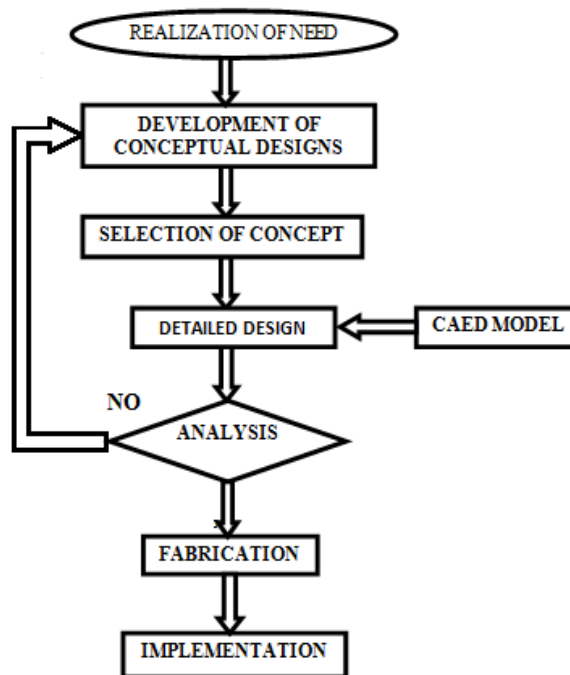 REALIZATION OF NEED
DEVELOPMENT OF
CONCEPTUAL DESIGNS
SELECTION OF CONCEPT
DETAILED DESIGN
CAED MODEL
NO
ANALYSIS
FABRICATION
IMPLEMENTATION